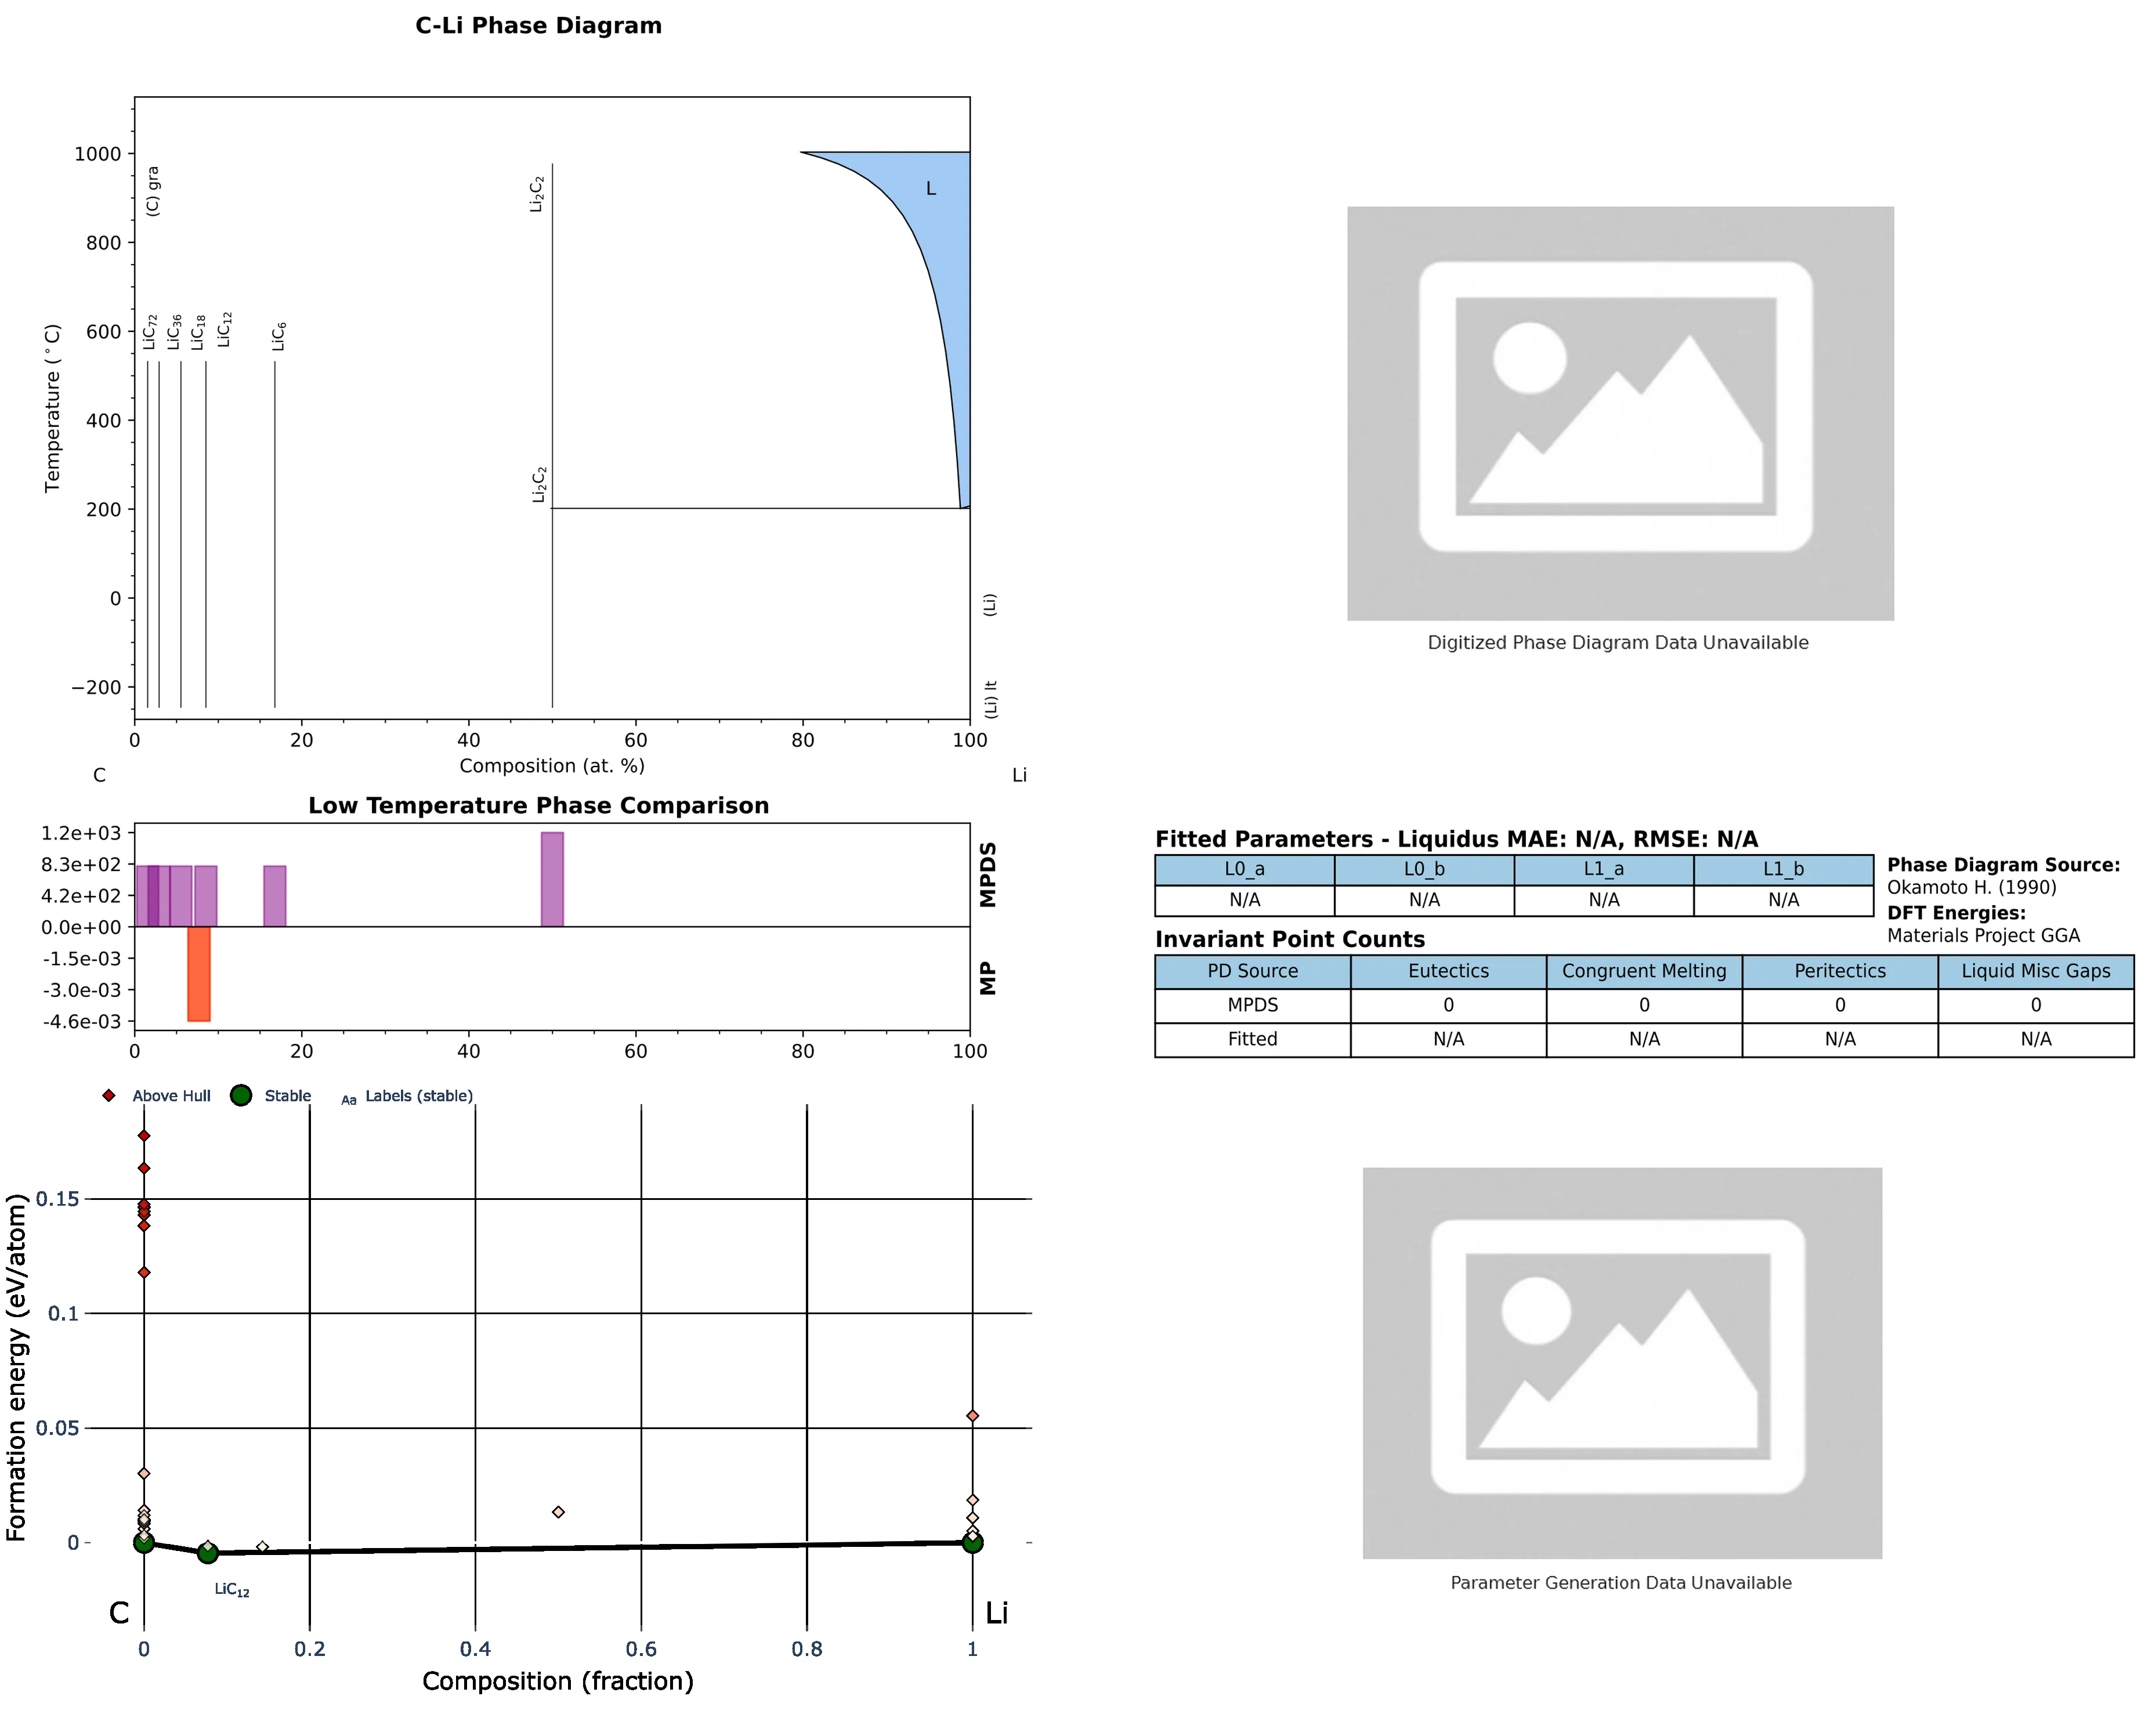 C-Li Phase Diagram
1000
800
600
400
200
0
−200
Temperature (°C)
(C) gra
LiC₇₂
LiC₃₆
LiC₁₈
LiC₁₂
LiC₆
Li₂C₂
Li₂C₂
L
(Li)
(Li) lt
0 20 40 60 80 100
Composition (at. %)
C Li
Digitized Phase Diagram Data Unavailable
Low Temperature Phase Comparison
1.2e+03
8.3e+02
4.2e+02
0.0e+00
-1.5e-03
-3.0e-03
-4.6e-03
MPDS
MP
0 20 40 60 80 100
Fitted Parameters - Liquidus MAE: N/A, RMSE: N/A
L0_a L0_b L1_a L1_b
N/A N/A N/A N/A
Phase Diagram Source:
Okamoto H. (1990)
DFT Energies:
Materials Project GGA
Invariant Point Counts
PD Source Eutectics Congruent Melting Peritectics Liquid Misc Gaps
MPDS 0 0 0 0
Fitted N/A N/A N/A N/A
Above Hull Stable Aa Labels (stable)
0.15
0.1
0.05
0
Formation energy (eV/atom)
LiC₁₂
C Li
0 0.2 0.4 0.6 0.8 1
Composition (fraction)
Parameter Generation Data Unavailable